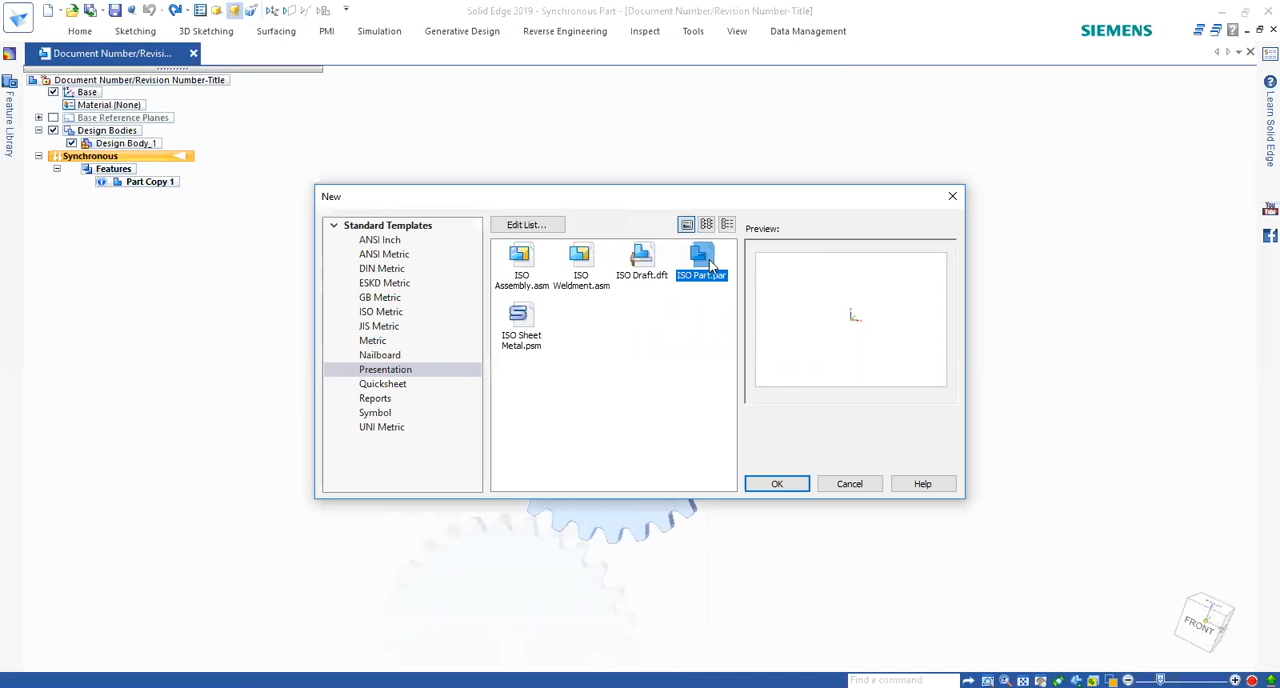 Solid Edge 2019 - Synchronous Part - [Document Number/Revision Number-Title]
Home Sketching 3D Sketching Surfacing PMI Simulation Generative Design Reverse Engineering Inspect Tools View Data Management
SIEMENS
Document Number/Revisi...
Document Number/Revision Number-Title
Base
Material (None)
Base Reference Planes
Design Bodies
Design Body_1
Synchronous
Features
Part Copy 1
Feature Library
Learn Solid Edge
You Tube
New
Standard Templates
ANSI Inch
ANSI Metric
DIN Metric
ESKD Metric
GB Metric
ISO Metric
JIS Metric
Metric
Nailboard
Presentation
Quicksheet
Reports
Symbol
UNI Metric
Edit List...
ISO Assembly.asm
ISO Weldment.asm
ISO Draft.dft
ISO Part.par
ISO Sheet Metal.psm
Preview:
OK Cancel Help
FRONT
Find a command